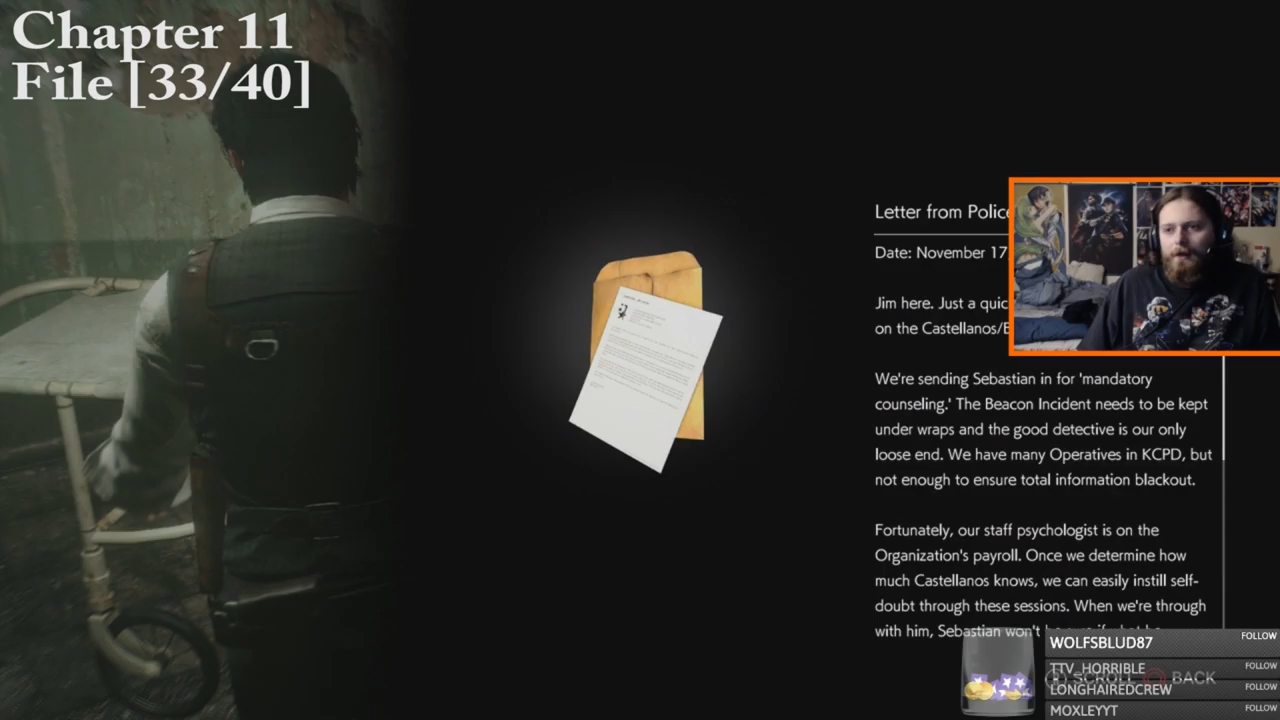 Chapter 11
File [33/40]
Letter from Police
Date: November 17
Jim here. Just a quic
on the Castellanos/
We're sending Sebastian in for 'mandatory
counseling.' The Beacon Incident needs to be kept
under wraps and the good detective is our only
loose end. We have many Operatives in KCPD, but
not enough to ensure total information blackout.
Fortunately, our staff psychologist is on the
Organization's payroll. Once we determine how
much Castellanos knows, we can easily instill self-
doubt through these sessions. When we're through
with him, Sebastian won't
WOLFSBLUD87 FOLLOW
TTV_HORRIBLE FOLLOW
SCROLL BACK
LONGHAIREDCREW FOLLOW
MOXLEYYT FOLLOW